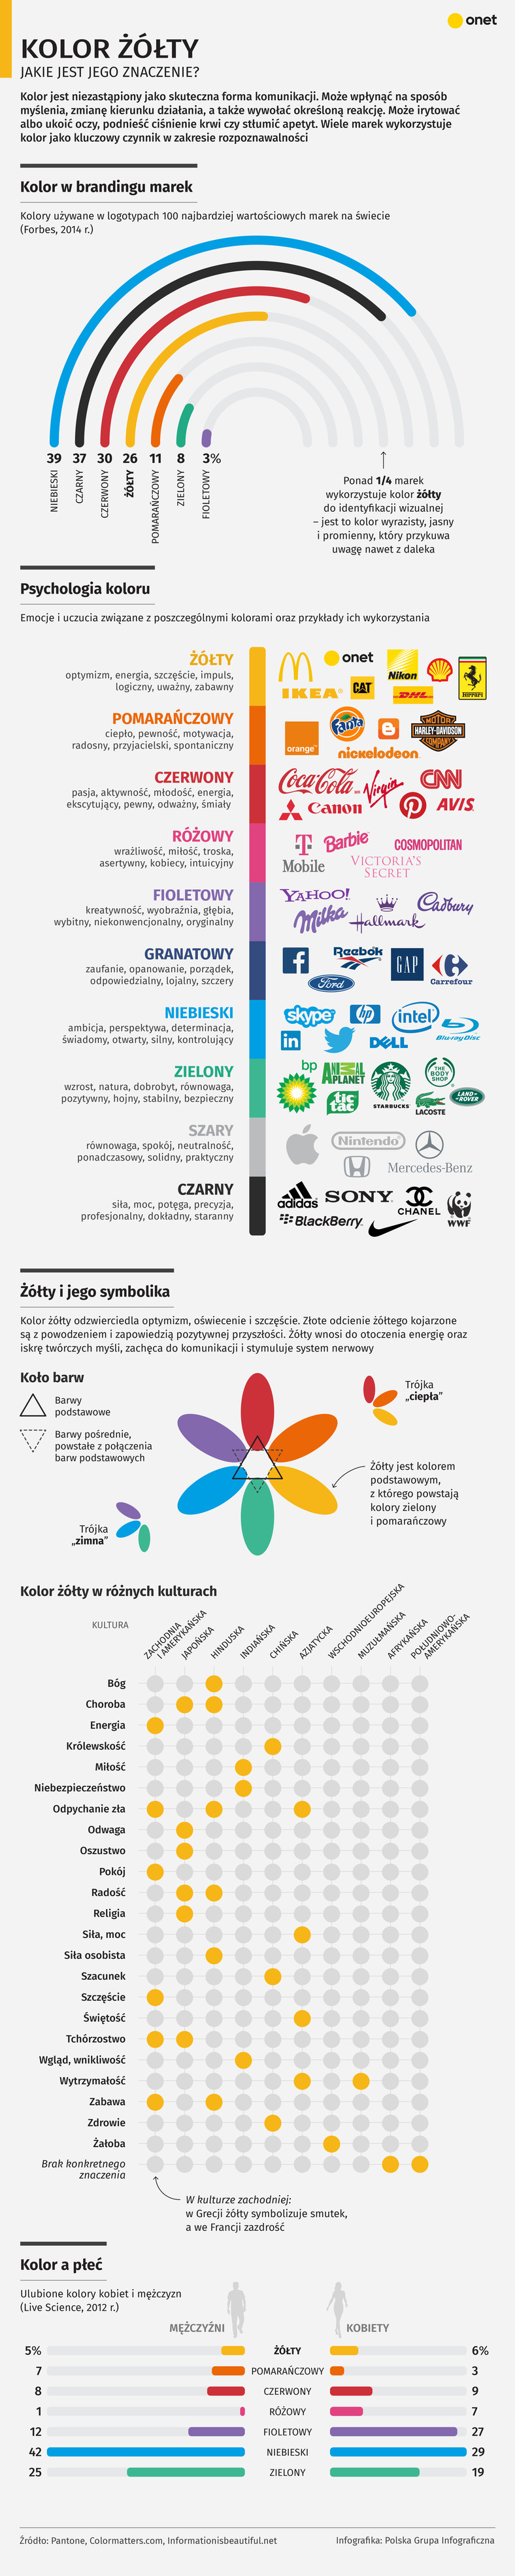 onet
KOLOR ŻÓŁTY
JAKIE JEST JEGO ZNACZENIE?
Kolor jest niezastąpiony jako skuteczna forma komunikacji. Może wpłynąć na sposób
myślenia, zmianę kierunku działania, a także wywołać określoną reakcję. Może irytować
albo ukoić oczy, podnieść ciśnienie krwi czy stłumić apetyt. Wiele marek wykorzystuje
kolor jako kluczowy czynnik w zakresie rozpoznawalności
Kolor w brandingu marek
Kolory używane w logotypach 100 najbardziej wartościowych marek na świecie
(Forbes, 2014 r.)
39 37 30 26 11 8 3%
NIEBIESKI
CZARNY
CZERWONY
ŻÓŁTY
POMARAŃCZOWY
ZIELONY
FIOLETOWY
Ponad 1/4 marek
wykorzystuje kolor żółty
do identyfikacji wizualnej
– jest to kolor wyrazisty, jasny
i promienny, który przykuwa
uwagę nawet z daleka
Psychologia koloru
Emocje i uczucia związane z poszczególnymi kolorami oraz przykłady ich wykorzystania
ŻÓŁTY
optymizm, energia, szczęście, impuls,
logiczny, uważny, zabawny
onet
Nikon
IKEA
CAT
DHL
Ferrari
POMARAŃCZOWY
ciepło, pewność, motywacja,
radosny, przyjacielski, spontaniczny
orange
Fanta
MOTOR
HARLEY-DAVIDSON
COMPANY
nickelodeon
CZERWONY
pasja, aktywność, młodość, energia,
ekscytujący, pewny, odważny, śmiały
Coca-Cola
Virgin
CNN
Canon
AVIS
RÓŻOWY
wrażliwość, miłość, troska,
asertywny, kobiecy, intuicyjny
T
Mobile
Barbie
COSMOPOLITAN
VICTORIA'S
SECRET
FIOLETOWY
kreatywność, wyobraźnia, głębia,
wybitny, niekonwencjonalny, oryginalny
YAHOO!
Milka
Hallmark
Cadbury
GRANATOWY
zaufanie, opanowanie, porządek,
odpowiedzialny, lojalny, szczery
f
Reebok
Ford
GAP
Carrefour
NIEBIESKI
ambicja, perspektywa, determinacja,
świadomy, otwarty, silny, kontrolujący
skype
hp
intel
in
DELL
Blu-rayDisc
ZIELONY
wzrost, natura, dobrobyt, równowaga,
pozytywny, hojny, stabilny, bezpieczny
bp
ANIMAL
PLANET
tic
tac
STARBUCKS
THE
BODY
SHOP
LACOSTE
LAND-
ROVER
SZARY
równowaga, spokój, neutralność,
ponadczasowy, solidny, praktyczny
Nintendo
Mercedes-Benz
CZARNY
siła, moc, potęga, precyzja,
profesjonalny, dokładny, staranny
adidas
SONY
CHANEL
BlackBerry
WWF
Żółty i jego symbolika
Kolor żółty odzwierciedla optymizm, oświecenie i szczęście. Złote odcienie żółtego kojarzone
są z powodzeniem i zapowiedzią pozytywnej przyszłości. Żółty wnosi do otoczenia energię oraz
iskrę twórczych myśli, zachęca do komunikacji i stymuluje system nerwowy
Koło barw
Barwy
podstawowe
Barwy pośrednie,
powstałe z połączenia
barw podstawowych
Trójka
„ciepła”
Żółty jest kolorem
podstawowym,
z którego powstają
kolory zielony
i pomarańczowy
Trójka
„zimna”
Kolor żółty w różnych kulturach
KULTURA
ZACHODNIA
I AMERYKAŃSKA
JAPOŃSKA
HINDUSKA
INDIAŃSKA
CHIŃSKA
AZJATYCKA
WSCHODNIOEUROPEJSKA
MUZUŁMAŃSKA
AFRYKAŃSKA
POŁUDNIOWO-
AMERYKAŃSKA
Bóg
Choroba
Energia
Królewskość
Miłość
Niebezpieczeństwo
Odpychanie zła
Odwaga
Oszustwo
Pokój
Radość
Religia
Siła, moc
Siła osobista
Szacunek
Szczęście
Świętość
Tchórzostwo
Wgląd, wnikliwość
Wytrzymałość
Zabawa
Zdrowie
Żałoba
Brak konkretnego
znaczenia
W kulturze zachodniej:
w Grecji żółty symbolizuje smutek,
a we Francji zazdrość
Kolor a płeć
Ulubione kolory kobiet i mężczyzn
(Live Science, 2012 r.)
MĘŻCZYŹNI
KOBIETY
5% ŻÓŁTY 6%
7 POMARAŃCZOWY 3
8 CZERWONY 9
1 RÓŻOWY 7
12 FIOLETOWY 27
42 NIEBIESKI 29
25 ZIELONY 19
Źródło: Pantone, Colormatters.com, Informationisbeautiful.net
Infografika: Polska Grupa Infograficzna